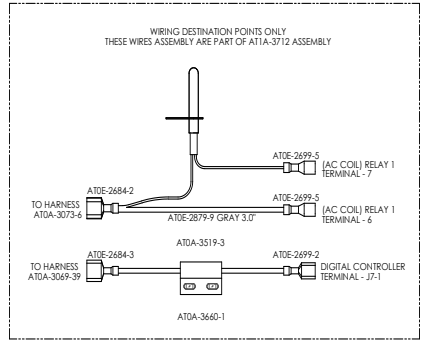 WIRING DESTINATION POINTS ONLY
THESE WIRES ASSEMBLY ARE PART OF AT1A-3712 ASSEMBLY
AT0E-2699-5
(AC COIL) RELAY 1
TERMINAL - 7
AT0E-2684-2
TO HARNESS
AT0A-3073-6
AT0E-2699-5
(AC COIL) RELAY 1
TERMINAL - 6
AT0E-2879-9 GRAY 3.0"
AT0A-3519-3
AT0E-2684-3
TO HARNESS
AT0A-3069-39
AT0E-2699-2
DIGITAL CONTROLLER
TERMINAL - J7-1
AT0A-3660-1